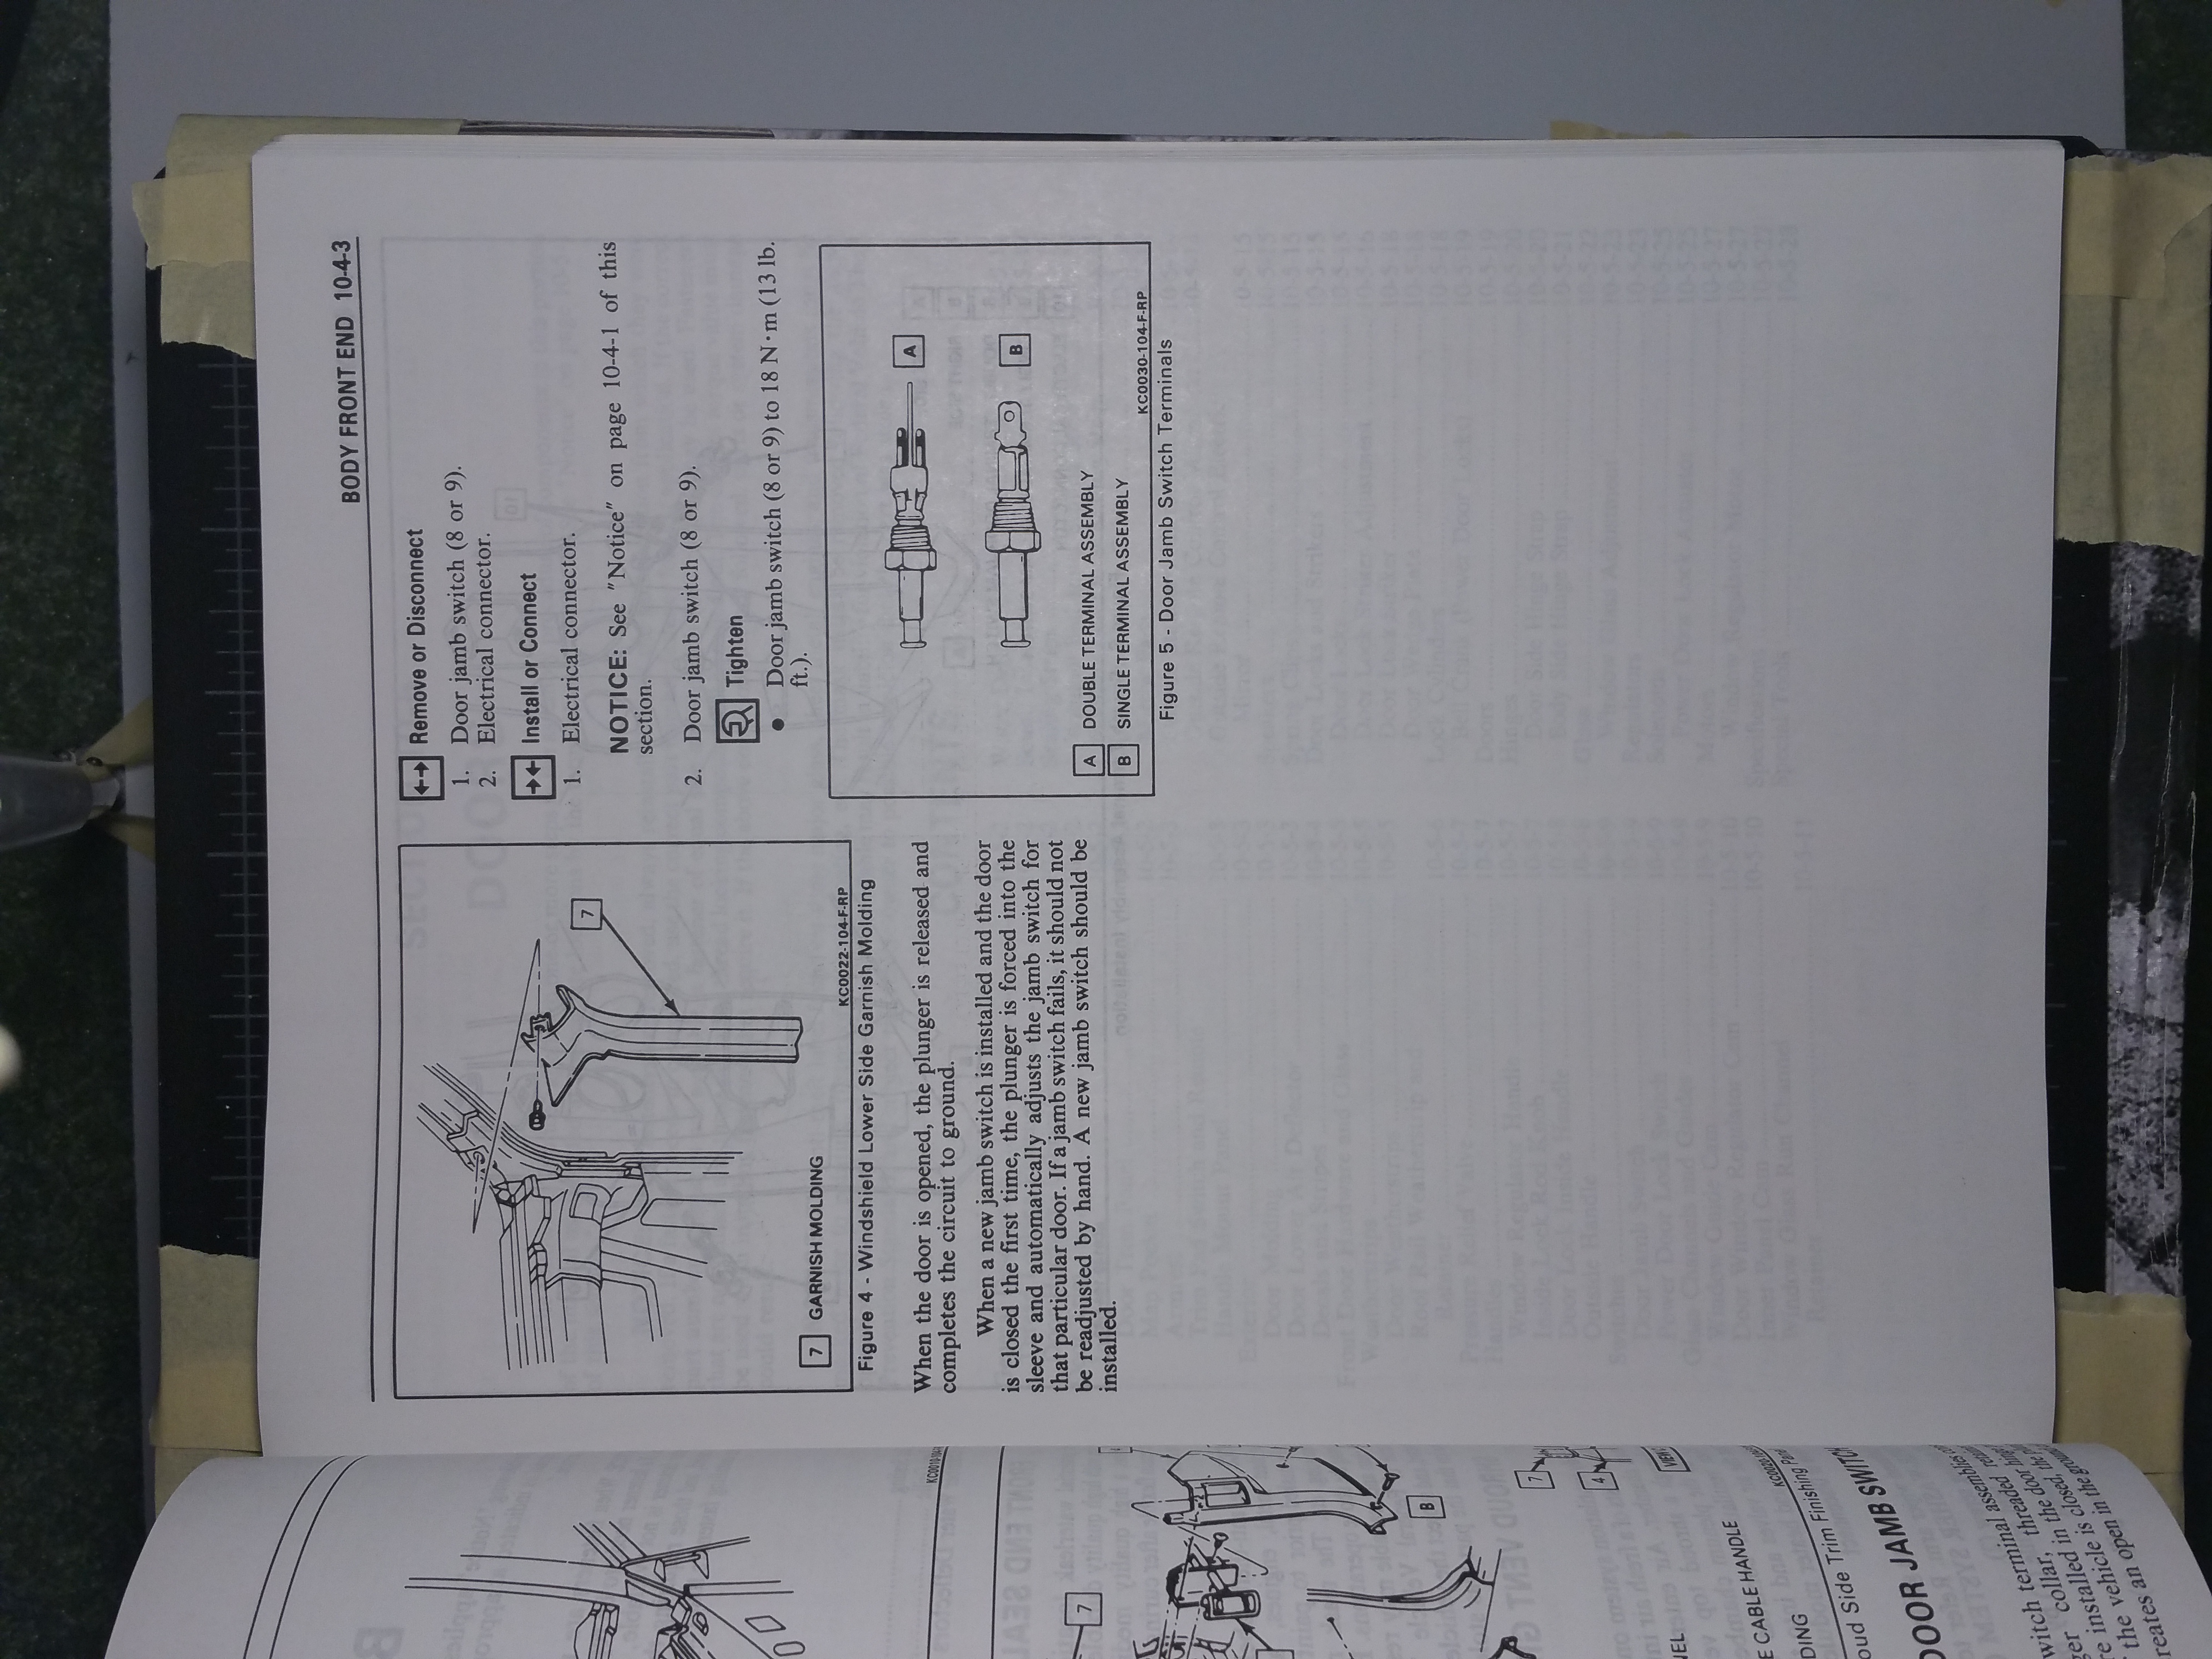 BODY FRONT END 10-4-3
7
7 GARNISH MOLDING
KC0022-104-F-RP
Figure 4 - Windshield Lower Side Garnish Molding
When the door is opened, the plunger is released and
completes the circuit to ground.
When a new jamb switch is installed and the door
is closed the first time, the plunger is forced into the
sleeve and automatically adjusts the jamb switch for
that particular door. If a jamb switch fails, it should not
be readjusted by hand. A new jamb switch should be
installed.
Remove or Disconnect
1. Door jamb switch (8 or 9).
2. Electrical connector.
Install or Connect
1. Electrical connector.
NOTICE: See "Notice" on page 10-4-1 of this
section.
2. Door jamb switch (8 or 9).
Tighten
• Door jamb switch (8 or 9) to 18 N·m (13 lb.
ft.).
A
B
A DOUBLE TERMINAL ASSEMBLY
B SINGLE TERMINAL ASSEMBLY
KC0030-104-F-RP
Figure 5 - Door Jamb Switch Terminals
7
B
7
4
VIEW
E CABLE HANDLE
DING
oud Side Trim Finishing Pan
DOOR JAMB SWITCH
witch terminal assemblies
threaded
ger collar, the door
re installed is closed,
the vehicle is in the
reates an open in